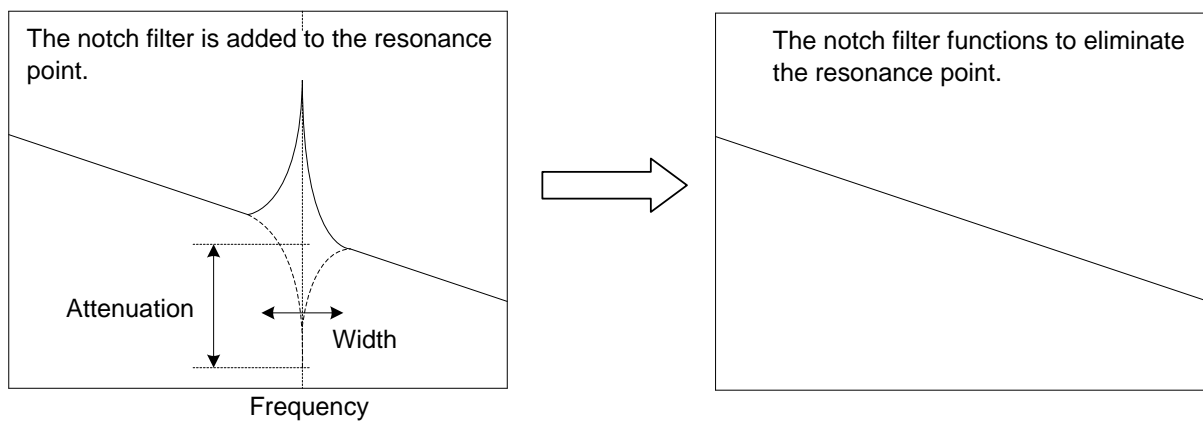 The notch filter is added to the resonance
point.
Attenuation
Width
Frequency
The notch filter functions to eliminate
the resonance point.